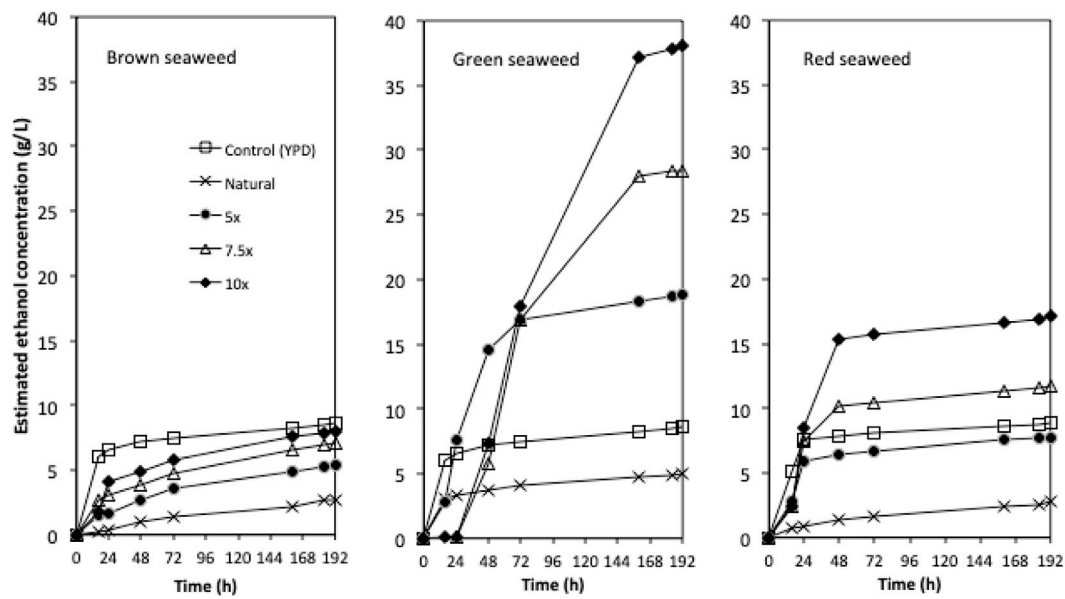 Estimated ethanol concentration (g/L)
40
35
30
25
20
15
10
5
0
Brown seaweed
Control (YPD)
Natural
5x
7.5x
10x
0 24 48 72 96 120 144 168 192
Time (h)
40
35
30
25
20
15
10
5
0
Green seaweed
0 24 48 72 96 120 144 168 192
Time (h)
40
35
30
25
20
15
10
5
0
Red seaweed
0 24 48 72 96 120 144 168 192
Time (h)